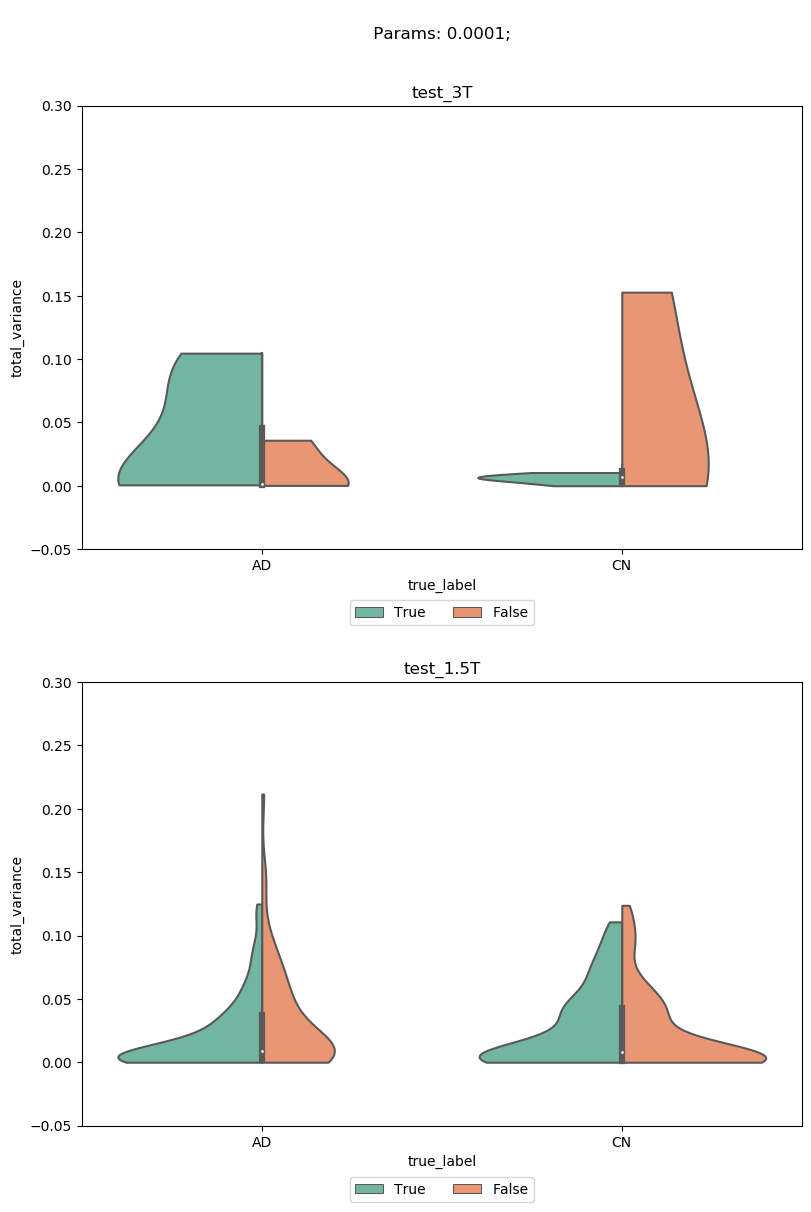 Params: 0.0001;
test_3T
0.30
0.25
0.20
0.15
0.10
0.05
0.00
−0.05
total_variance
AD CN
true_label
True False
test_1.5T
0.30
0.25
0.20
0.15
0.10
0.05
0.00
−0.05
total_variance
AD CN
true_label
True False